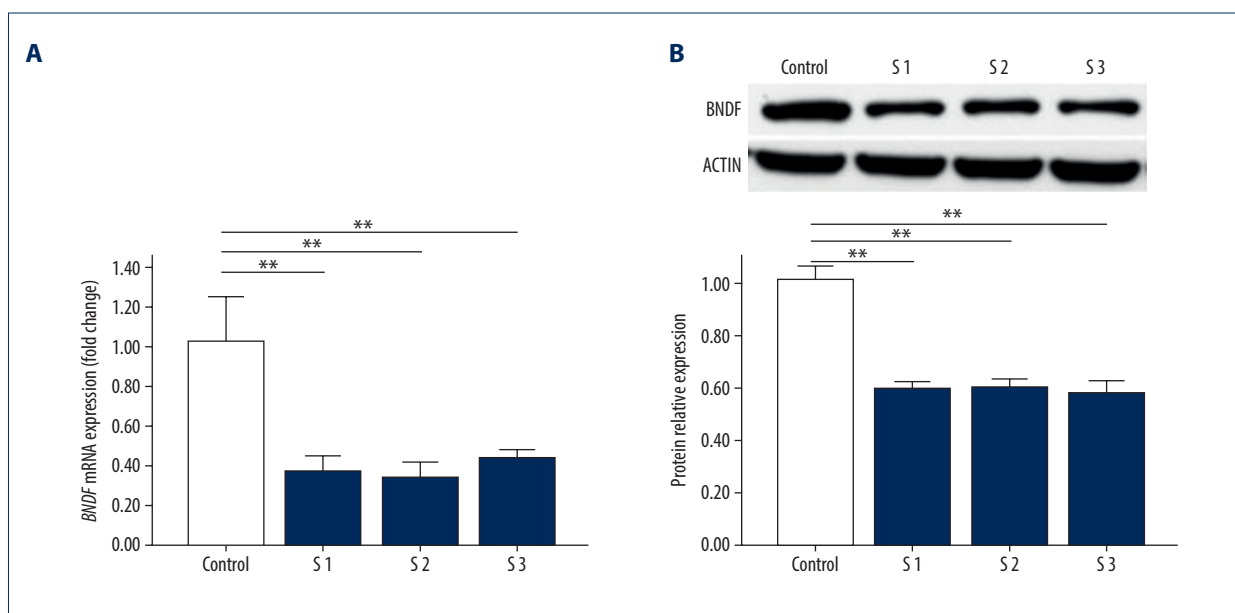 A
BNDF mRNA expression (fold change)
1.40
1.20
1.00
0.80
0.60
0.40
0.20
0.00
**
**
**
Control S 1 S 2 S 3
B
Control S 1 S 2 S 3
BNDF
ACTIN
Protein relative expression
1.00
0.80
0.60
0.40
0.20
0.00
**
**
**
Control S 1 S 2 S 3